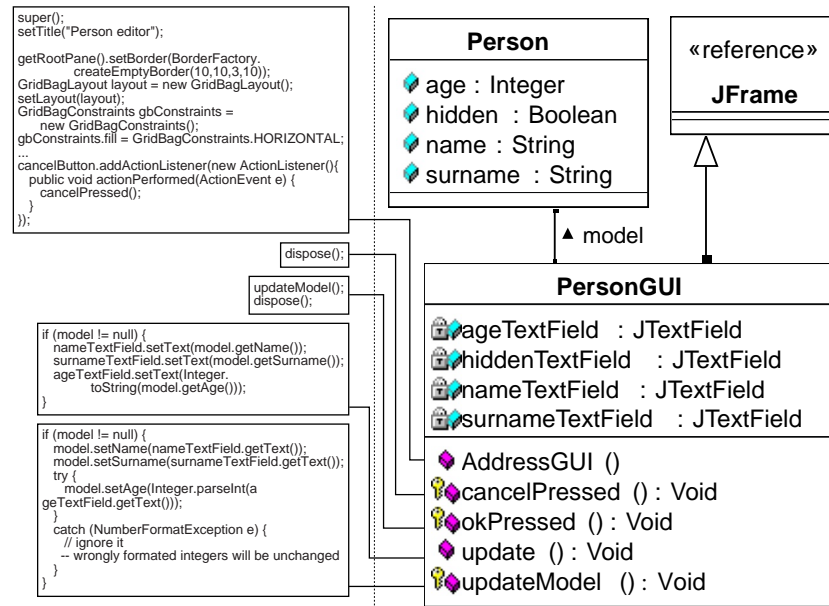 super();
setTitle("Person editor");
getRootPane().setBorder(BorderFactory.
createEmptyBorder(10,10,3,10));
GridBagLayout layout = new GridBagLayout();
setLayout(layout);
GridBagConstraints gbConstraints =
new GridBagConstraints();
gbConstraints.fill = GridBagConstraints.HORIZONTAL;
...
cancelButton.addActionListener(new ActionListener(){
public void actionPerformed(ActionEvent e) {
cancelPressed();
}
});
dispose();
updateModel();
dispose();
if (model != null) {
nameTextField.setText(model.getName());
surnameTextField.setText(model.getSurname());
ageTextField.setText(Integer.
toString(model.getAge()));
}
if (model != null) {
model.setName(nameTextField.getText());
model.setSurname(surnameTextField.getText());
try {
model.setAge(Integer.parseInt(a
geTextField.getText()));
}
catch (NumberFormatException e) {
// ignore it
-- wrongly formated integers will be unchanged
}
}
Person
age : Integer
hidden : Boolean
name : String
surname : String
«reference»
JFrame
▲ model
PersonGUI
ageTextField : JTextField
hiddenTextField : JTextField
nameTextField : JTextField
surnameTextField : JTextField
AddressGUI ()
cancelPressed () : Void
okPressed () : Void
update () : Void
updateModel () : Void